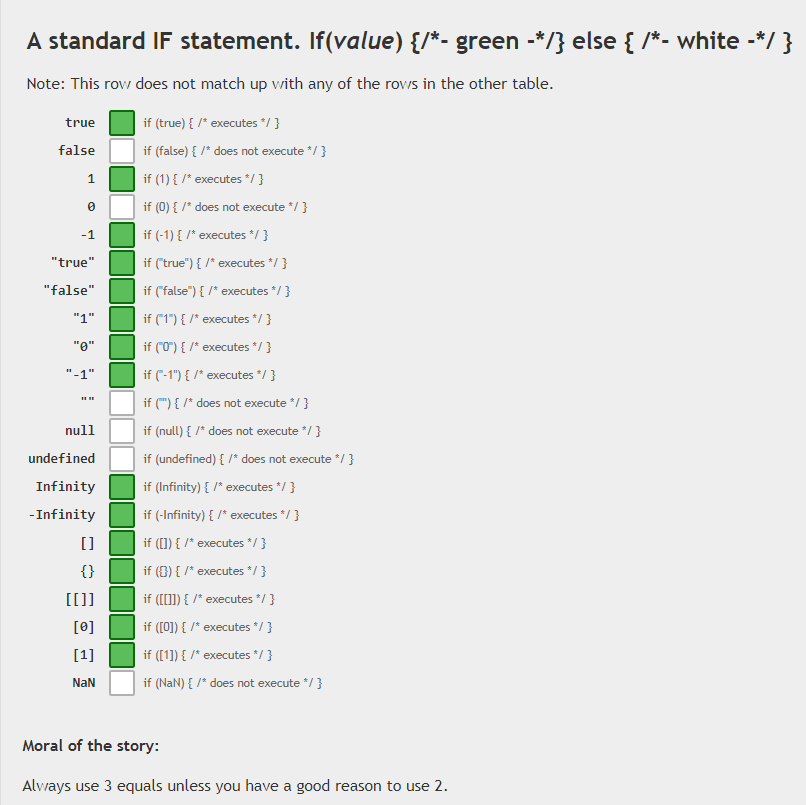 A standard IF statement. If(value) {/*- green -*/} else { /*- white -*/ }
Note: This row does not match up with any of the rows in the other table.
true if (true) { /* executes */ }
false if (false) { /* does not execute */ }
1 if (1) { /* executes */ }
0 if (0) { /* does not execute */ }
-1 if (-1) { /* executes */ }
"true" if ("true") { /* executes */ }
"false" if ("false") { /* executes */ }
"1" if ("1") { /* executes */ }
"0" if ("0") { /* executes */ }
"-1" if ("-1") { /* executes */ }
"" if ("") { /* does not execute */ }
null if (null) { /* does not execute */ }
undefined if (undefined) { /* does not execute */ }
Infinity if (Infinity) { /* executes */ }
-Infinity if (-Infinity) { /* executes */ }
[] if ([]) { /* executes */ }
{} if ({}) { /* executes */ }
[[]] if ([[]]) { /* executes */ }
[0] if ([0]) { /* executes */ }
[1] if ([1]) { /* executes */ }
NaN if (NaN) { /* does not execute */ }
Moral of the story:
Always use 3 equals unless you have a good reason to use 2.